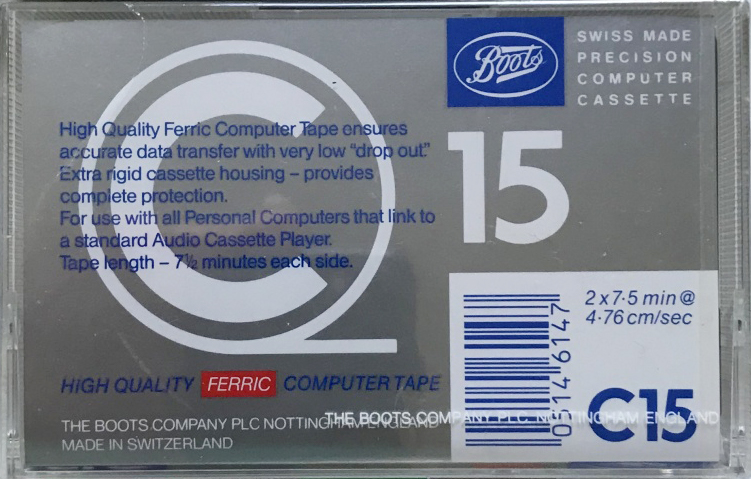 Boots
SWISS MADE
PRECISION
COMPUTER
CASSETTE
High Quality Ferric Computer Tape ensures
accurate data transfer with very low "drop out."
Extra rigid cassette housing – provides
complete protection.
For use with all Personal Computers that link to
a standard Audio Cassette Player.
Tape length – 7½ minutes each side.
C
15
2 x 7·5 min @
4·76 cm/sec
0514 6147
C15
HIGH QUALITY FERRIC COMPUTER TAPE
THE BOOTS COMPANY PLC NOTTINGHAM ENGLAND
THE BOOTS COMPANY PLC NOTTINGHAM ENGLAND
MADE IN SWITZERLAND